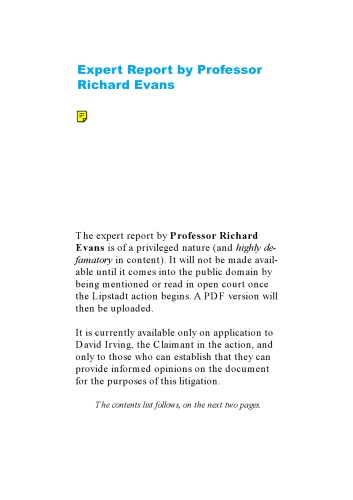 Expert Report by Professor
Richard Evans
The expert report by Professor Richard
Evans is of a privileged nature (and highly de-
famatory in content). It will not be made avail-
able until it comes into the public domain by
being mentioned or read in open court once
the Lipstadt action begins. A PDF version will
then be uploaded.
It is currently available only on application to
David Irving, the Claimant in the action, and
only to those who can establish that they can
provide informed opinions on the document
for the purposes of this litigation.
The contents list follows, on the next two pages.